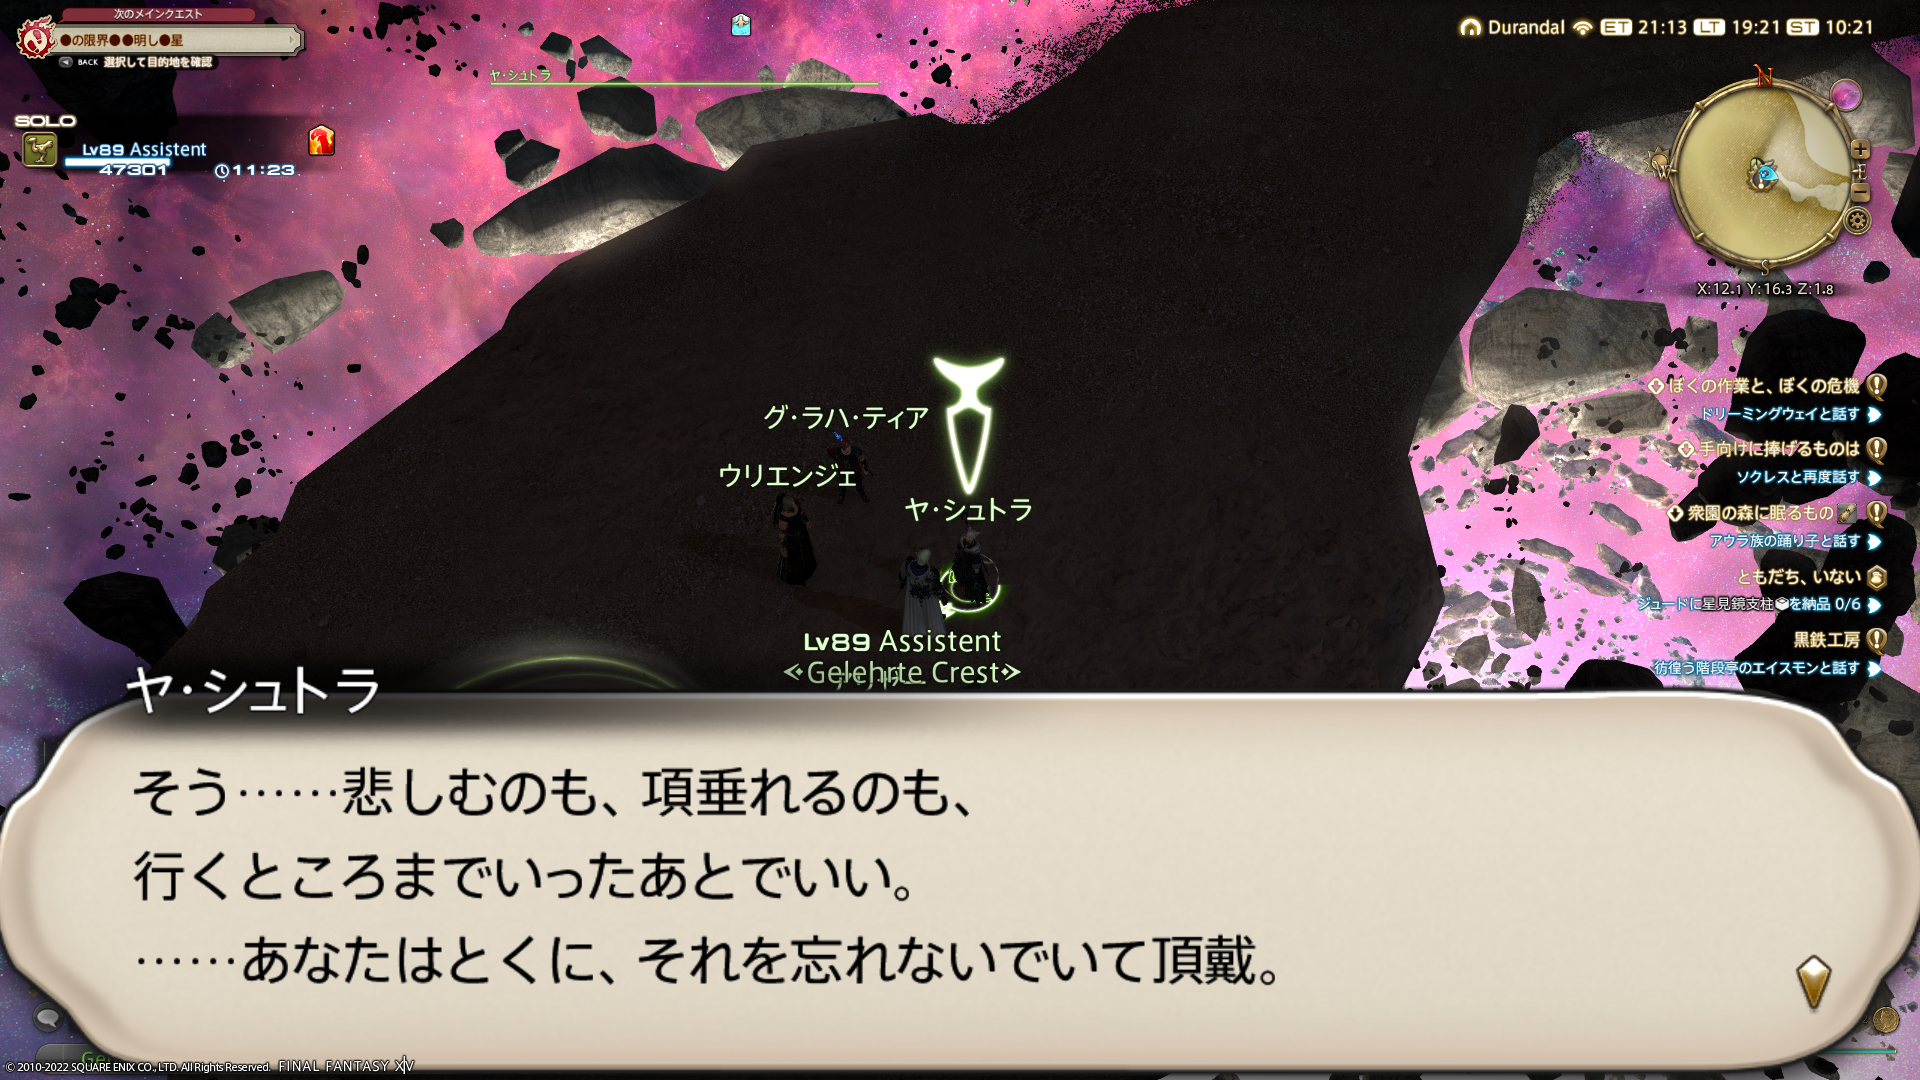 次のメインクエスト
●の限界●●明し●星
BACK 選択して目的地を確認
SOLO
Lv89 Assistent
47301
11:23
ヤ・シュトラ
Durandal ET 21:13 LT 19:21 ST 10:21
N
W
E
S
X:12.1 Y:16.3 Z:1.8
ぼくの作業と、ぼくの危機
ドリーミングウェイと話す
手向けに捧げるものは
ソクレスと再度話す
衆園の森に眠るもの
アウラ族の踊り子と話す
ともだち、いない
ジュードに星見鏡支柱を納品 0/6
黒鉄工房
彷徨う階段亭のエイスモンと話す
グ・ラハ・ティア
ウリエンジェ
ヤ・シュトラ
Lv89 Assistent
Gelehrte Crest
ヤ・シュトラ
そう……悲しむのも、項垂れるのも、
行くところまでいったあとでいい。
……あなたはとくに、それを忘れないでいて頂戴。
Ge
© 2010-2022 SQUARE ENIX CO., LTD. All Rights Reserved. FINAL FANTASY XIV